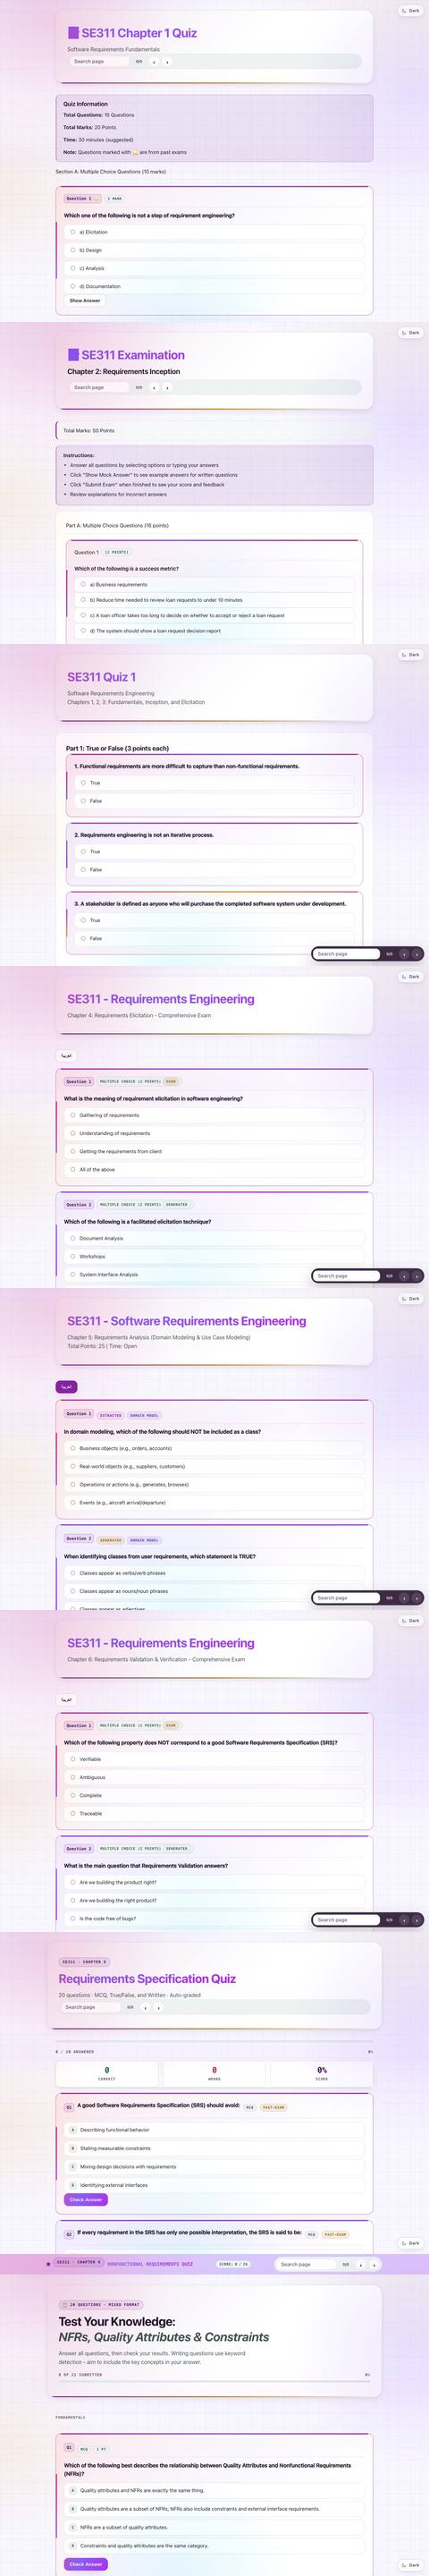 Dark
SE311 Chapter 1 Quiz
Software Requirements Fundamentals
Search page 0/0
Quiz Information
Total Questions: 15 Questions
Total Marks: 20 Points
Time: 30 minutes (suggested)
Note: Questions marked with are from past exams
Section A: Multiple Choice Questions (10 marks)
Question 1 1 MARK
Which one of the following is not a step of requirement engineering?
a) Elicitation
b) Design
c) Analysis
d) Documentation
Show Answer
Dark
SE311 Examination
Chapter 2: Requirements Inception
Search page 0/0
Total Marks: 50 Points
Instructions:
• Answer all questions by selecting options or typing your answers
• Click "Show Mock Answer" to see example answers for written questions
• Click "Submit Exam" when finished to see your score and feedback
• Review explanations for incorrect answers
Part A: Multiple Choice Questions (16 points)
Question 1 (2 POINTS)
Which of the following is a success metric?
a) Business requirements
b) Reduce time needed to review loan requests to under 10 minutes
c) A loan officer takes too long to decide on whether to accept or reject a loan request
d) The system should show a loan request decision report
Dark
SE311 Quiz 1
Software Requirements Engineering
Chapters 1, 2, 3: Fundamentals, Inception, and Elicitation
Part 1: True or False (3 points each)
1. Functional requirements are more difficult to capture than non-functional requirements.
True
False
2. Requirements engineering is not an iterative process.
True
False
3. A stakeholder is defined as anyone who will purchase the completed software system under development.
True
False
Search page 0/0
Dark
SE311 - Requirements Engineering
Chapter 4: Requirements Elicitation - Comprehensive Exam
العربية
Question 1 MULTIPLE CHOICE (2 POINTS) EXAM
What is the meaning of requirement elicitation in software engineering?
Gathering of requirements
Understanding of requirements
Getting the requirements from client
All of the above
Question 2 MULTIPLE CHOICE (2 POINTS) GENERATED
Which of the following is a facilitated elicitation technique?
Document Analysis
Workshops
System Interface Analysis
Search page 0/0
Dark
SE311 - Software Requirements Engineering
Chapter 5: Requirements Analysis (Domain Modeling & Use Case Modeling)
Total Points: 25 | Time: Open
العربية
Question 1 EXTRACTED DOMAIN MODEL
In domain modeling, which of the following should NOT be included as a class?
Business objects (e.g., orders, accounts)
Real-world objects (e.g., suppliers, customers)
Operations or actions (e.g., generates, browses)
Events (e.g., aircraft arrival/departure)
Question 2 GENERATED DOMAIN MODEL
When identifying classes from user requirements, which statement is TRUE?
Classes appear as verbs/verb phrases
Classes appear as nouns/noun phrases
Classes appear as adjectives
Search page 0/0
Dark
SE311 - Requirements Engineering
Chapter 6: Requirements Validation & Verification - Comprehensive Exam
العربية
Question 1 MULTIPLE CHOICE (2 POINTS) EXAM
Which of the following property does NOT correspond to a good Software Requirements Specification (SRS)?
Verifiable
Ambiguous
Complete
Traceable
Question 2 MULTIPLE CHOICE (2 POINTS) GENERATED
What is the main question that Requirements Validation answers?
Are we building the product right?
Are we building the right product?
Is the code free of bugs?
Search page 0/0
SE311 · CHAPTER 8
Requirements Specification Quiz
20 questions · MCQ, True/False, and Written · Auto-graded
Search page 0/0
0 / 20 ANSWERED 0%
0 0 0%
CORRECT WRONG SCORE
Q1 A good Software Requirements Specification (SRS) should avoid: MCQ PAST-EXAM
A Describing functional behavior
B Stating measurable constraints
C Mixing design decisions with requirements
D Identifying external interfaces
Check Answer
Q2 If every requirement in the SRS has only one possible interpretation, the SRS is said to be: MCQ PAST-EXAM
Dark
SE311 · CHAPTER 9 NONFUNCTIONAL REQUIREMENTS QUIZ Search page 0/0
20 QUESTIONS · MIXED FORMAT
Test Your Knowledge:
NFRs, Quality Attributes & Constraints
Answer all questions, then check your results. Writing questions use keyword
detection – aim to include the key concepts in your answer.
0 OF 21 SUBMITTED 0%
FUNDAMENTALS
Q1 MCQ 1 PT
Which of the following best describes the relationship between Quality Attributes and Nonfunctional Requirements
(NFRs)?
A Quality attributes and NFRs are exactly the same thing.
B Quality attributes are a subset of NFRs; NFRs also include constraints and external interface requirements.
C NFRs are a subset of quality attributes.
D Constraints and quality attributes are the same category.
Check Answer
Dark